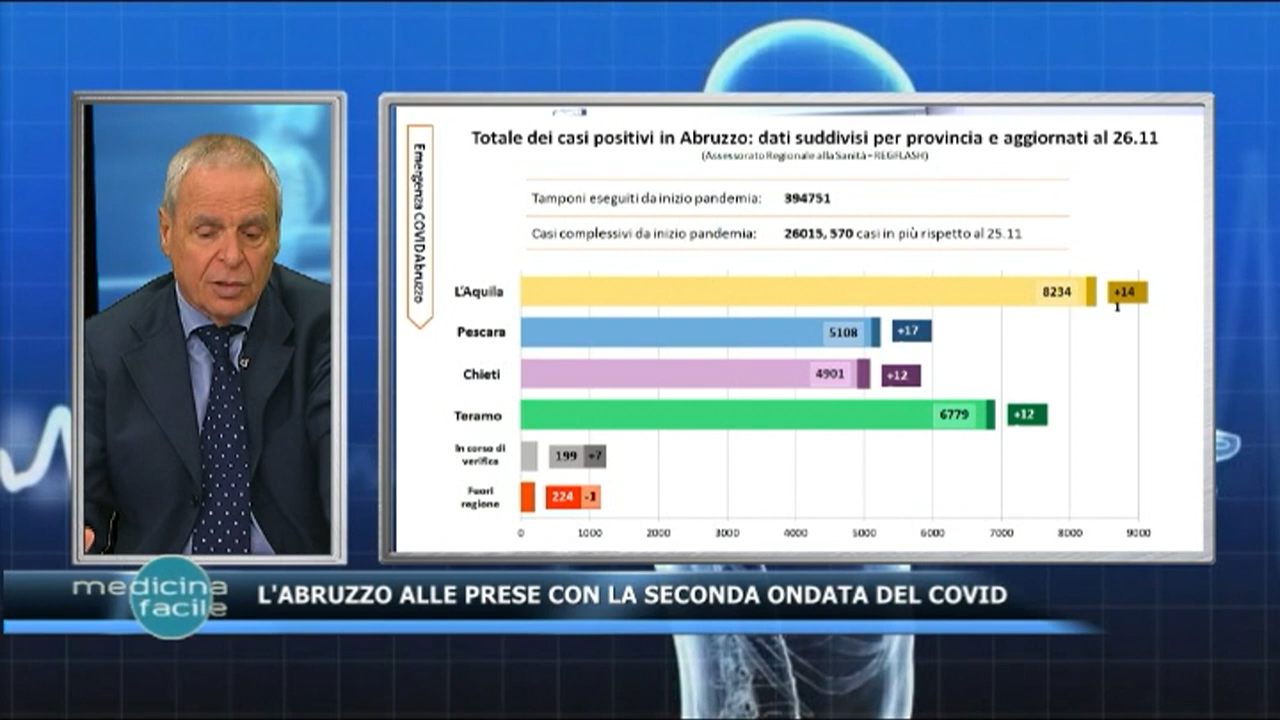 Emergenza COVID Abruzzo
Totale dei casi positivi in Abruzzo: dati suddivisi per provincia e aggiornati al 26.11
(Assessorato Regionale alla Sanità – REGFLASH)
Tamponi eseguiti da inizio pandemia: 394751
Casi complessivi da inizio pandemia: 26015, 570 casi in più rispetto al 25.11
L'Aquila 8234 +14
1
Pescara 5108 +17
Chieti 4901 +12
Teramo 6779 +12
In corso di
verifica 199 +7
Fuori
regione 224 -1
0 1000 2000 3000 4000 5000 6000 7000 8000 9000
medicina
facile
L'ABRUZZO ALLE PRESE CON LA SECONDA ONDATA DEL COVID